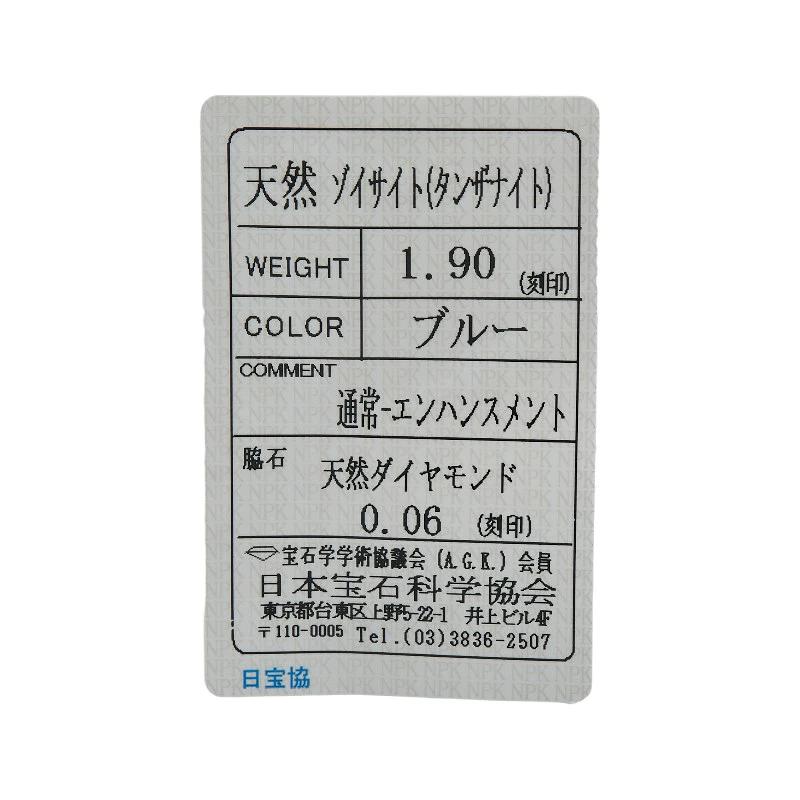 天然 ゾイサイト(タンザナイト)
WEIGHT 1.90 (刻印)
COLOR ブルー
COMMENT
通常-エンハンスメント
脇石 天然ダイヤモンド
0.06 (刻印)
宝石学学術協議会 (A.G.K.) 会員
日本宝石科学協会
東京都台東区上野5-22-1 井上ビル4F
〒110-0005 Tel.(03)3836-2507
日宝協